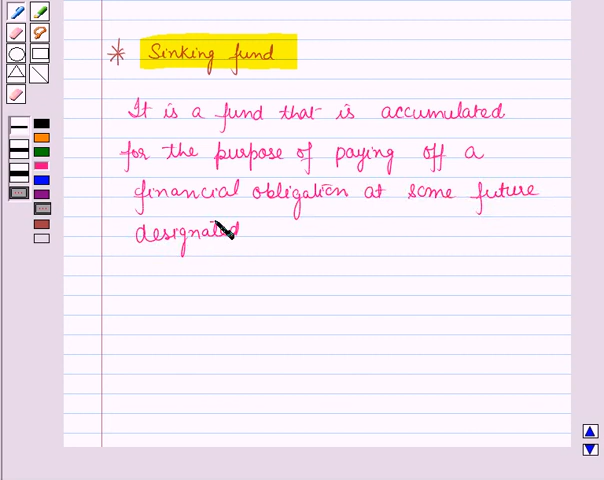 * Sinking fund
It is a fund that is accumulated
for the purpose of paying off a
financial obligation at some future
designated